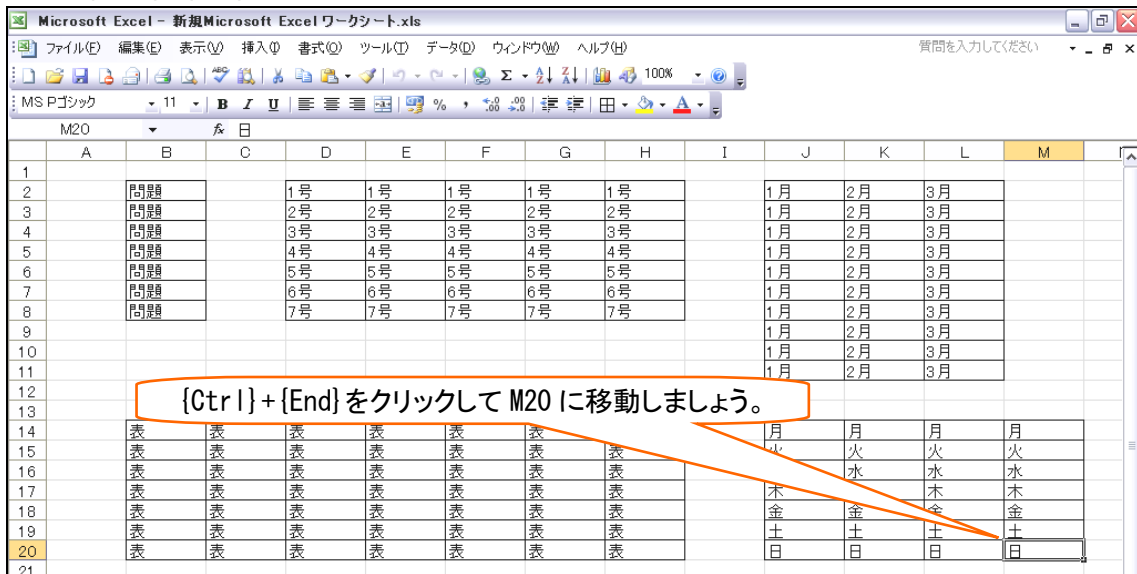 Microsoft Excel - 新規Microsoft Excel ワークシート.xls
ファイル(F) 編集(E) 表示(V) 挿入(I) 書式(O) ツール(T) データ(D) ウィンドウ(W) ヘルプ(H) 質問を入力してください
100%
MS Pゴシック 11 B I U % ,
M20 fx 日
A B C D E F G H I J K L M
1
2 問題 1号 1号 1号 1号 1号 1月 2月 3月
3 問題 2号 2号 2号 2号 2号 1月 2月 3月
4 問題 3号 3号 3号 3号 3号 1月 2月 3月
5 問題 4号 4号 4号 4号 4号 1月 2月 3月
6 問題 5号 5号 5号 5号 5号 1月 2月 3月
7 問題 6号 6号 6号 6号 6号 1月 2月 3月
8 問題 7号 7号 7号 7号 7号 1月 2月 3月
9 1月 2月 3月
10 1月 2月 3月
11 1月 2月 3月
12
{Ctrl}+{End}をクリックして M20 に移動しましょう。
13
14 表 表 表 表 表 表 月 月 月 月
15 表 表 表 表 表 表 表 火 火 火 火
16 表 表 表 表 表 表 表 水 水 水
17 表 表 表 表 表 表 表 木 木 木
18 表 表 表 表 表 表 表 金 金 金 金
19 表 表 表 表 表 表 表 土 土 土 土
20 表 表 表 表 表 表 表 日 日 日 日
21